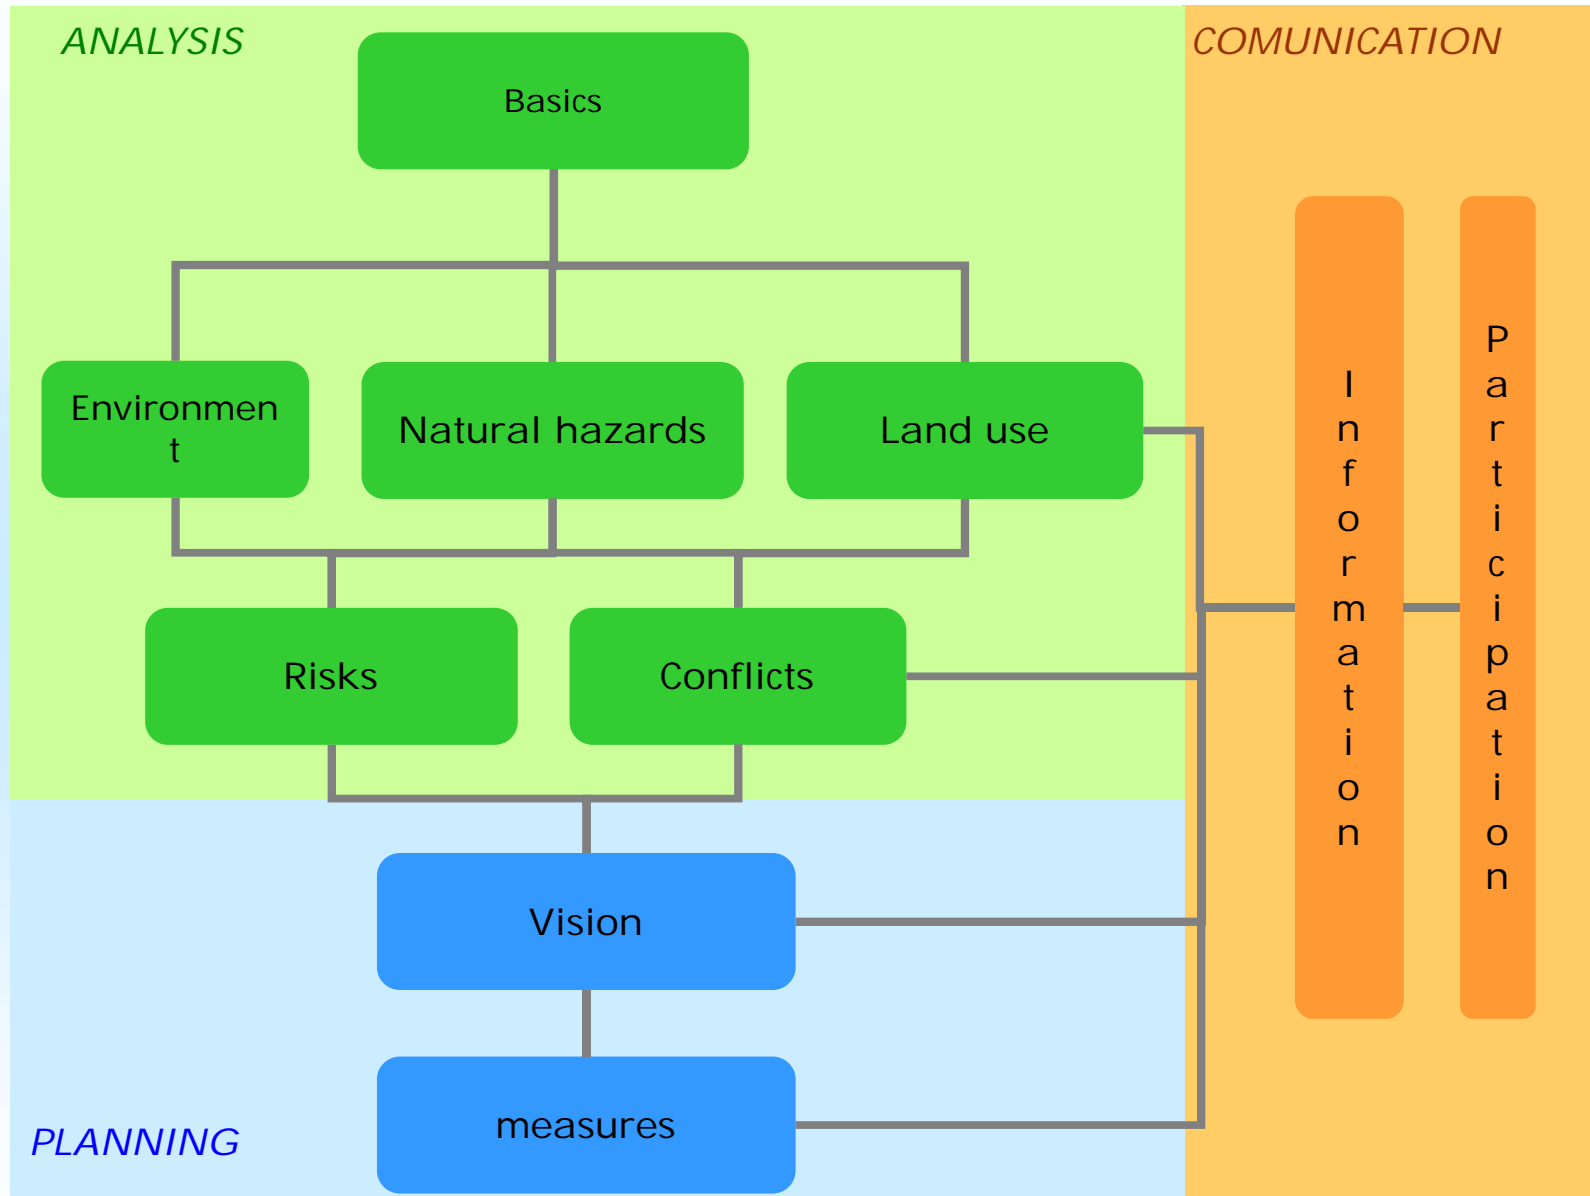 ANALYSIS
COMUNICATION
Basics
Environmen
t
Natural hazards
Land use
Risks
Conflicts
Vision
measures
PLANNING
I
n
f
o
r
m
a
t
i
o
n
P
a
r
t
i
c
i
p
a
t
i
o
n